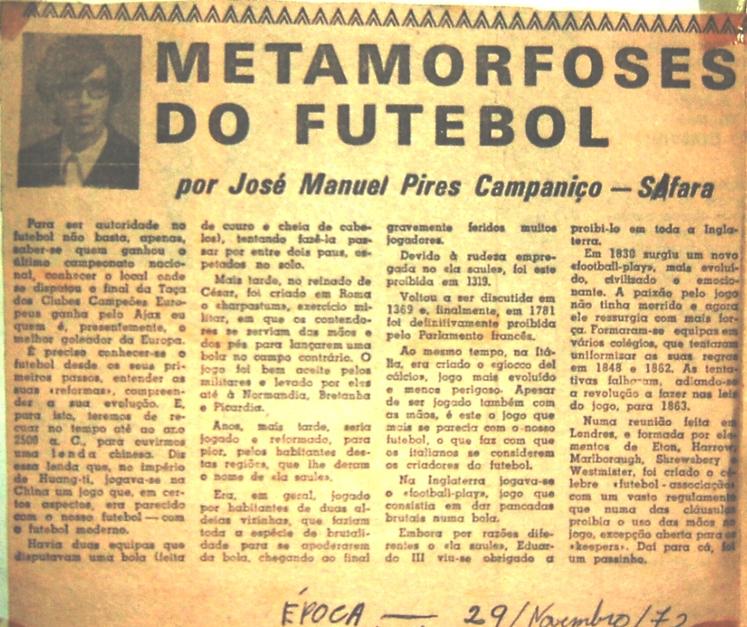 METAMORFOSES
DO FUTEBOL
por José Manuel Pires Campaniço — SAfara
Para ser autoridade no
futebol não basta, apenas,
saber-se quem ganhou o
último campeonato nacio-
nal, conhecer o local onde
se disputou a final da Taça
dos Clubes Campeões Euro-
peus ganha pelo Ajax ou
quem é, presentemente, o
melhor goleador da Europa.
É preciso conhecer-se o
futebol desde os seus pri-
meiros passos, entender as
suas «reformas», compreen-
der a sua evolução. E,
para isto, teremos de re-
cuar no tempo até ao ano
2500 a. C., para ouvirmos
uma lenda chinesa. Diz
essa lenda que, no império
de Huang-ti, jogava-se na
China um jogo que, em cer-
tos aspectos, era parecido
com o nosso futebol — com
o futebol moderno.
Havia duas equipas que
disputavam uma bola (feita
de couro e cheia de cabe-
los), tentando fazê-la pas-
sar por entre dois paus, es-
petados no solo.
Mais tarde, no reinado de
César, foi criado em Roma
o «harpastum», exercício mi-
litar, em que os contendo-
res se serviam das mãos e
dos pés para lançarem uma
bola no campo contrário. O
jogo foi bem aceite pelos
militares e levado por eles
até à Normandia, Bretanha
e Picardia.
Anos, mais tarde, seria
jogado e reformado, para
pior, pelos habitantes des-
tas regiões, que lhe deram
o nome de «la saule».
Era, em geral, jogado
por habitantes de duas al-
deias vizinhas, que faziam
toda a espécie de brutali-
dade para se apoderarem
da bola, chegando ao final
gravemente feridos muitos
jogadores.
Devido à rudeza empre-
gada no «la saule», foi este
proibida em 1319.
Voltou a ser discutida em
1369 e, finalmente, em 1781
foi definitivamente proibida
pelo Parlamento francês.
Ao mesmo tempo, na Itá-
lia, era criado o «giocco del
cálcio», jogo mais evoluído
e menos perigoso. Apesar
de ser jogado também com
as mãos, é este o jogo que
mais se parecia com o nosso
futebol, o que faz com que
os italianos se considerem
os criadores do futebol.
Na Inglaterra jogava-se
o «football-play», jogo que
consistia em dar pancadas
brutais numa bola.
Embora por razões dife-
rentes o «la saule», Eduar-
do III viu-se obrigado a
proibi-lo em toda a Ingla-
terra.
Em 1830 surgiu um novo
«football-play», mais evoluí-
do, civilizado e emocio-
nante. A paixão pelo jogo
não tinha morrido e agora
ele ressurgia com mais for-
ça. Formaram-se equipas em
vários colégios, que tentaram
uniformizar as suas regras
em 1848 e 1862. As tenta-
tivas falharam, adiando-se
a revolução a fazer nas leis
do jogo, para 1863.
Numa reunião feita em
Londres, e formada por ele-
mentos de Eton, Harrow,
Marlborough, Shrewsbery e
Westmister, foi criado o cé-
lebre «futebol-associação»
com um vasto regulamento
que numa das cláusulas
proibia o uso das mãos no
jogo, excepção aberta para os
«keepers». Daí para cá, foi
um passinho.
ÉPOCA — 29/Novembro/72